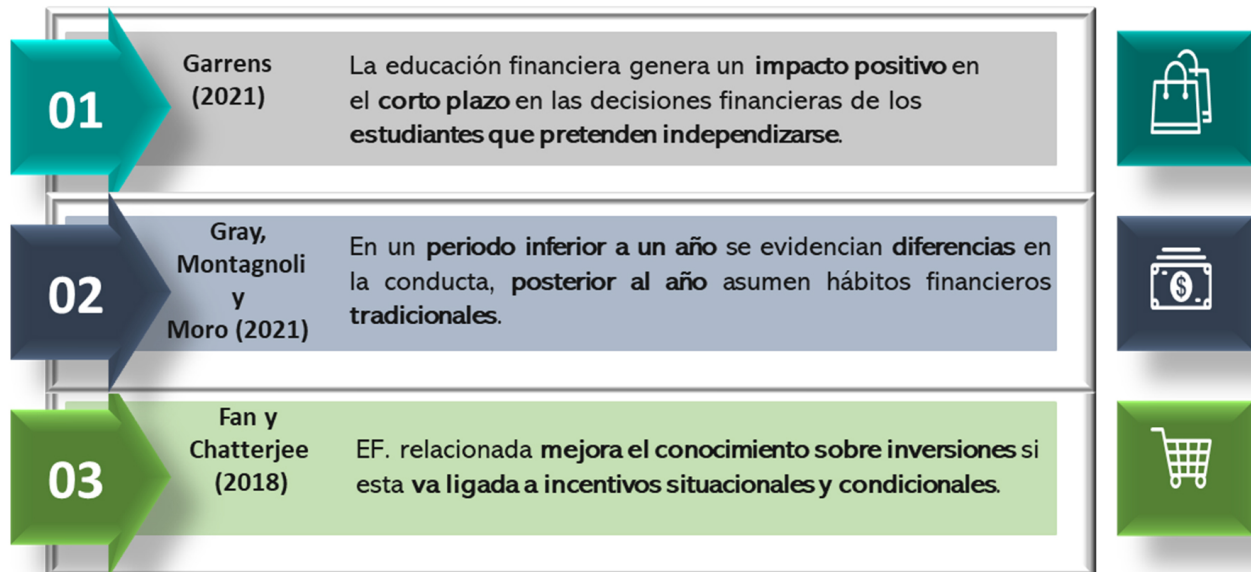 01
Garrens
(2021)
La educación financiera genera un impacto positivo en
el corto plazo en las decisiones financieras de los
estudiantes que pretenden independizarse.
02
Gray,
Montagnoli
y
Moro (2021)
En un periodo inferior a un año se evidencian diferencias en
la conducta, posterior al año asumen hábitos financieros
tradicionales.
$
03
Fan y
Chatterjee
(2018)
EF. relacionada mejora el conocimiento sobre inversiones si
esta va ligada a incentivos situacionales y condicionales.